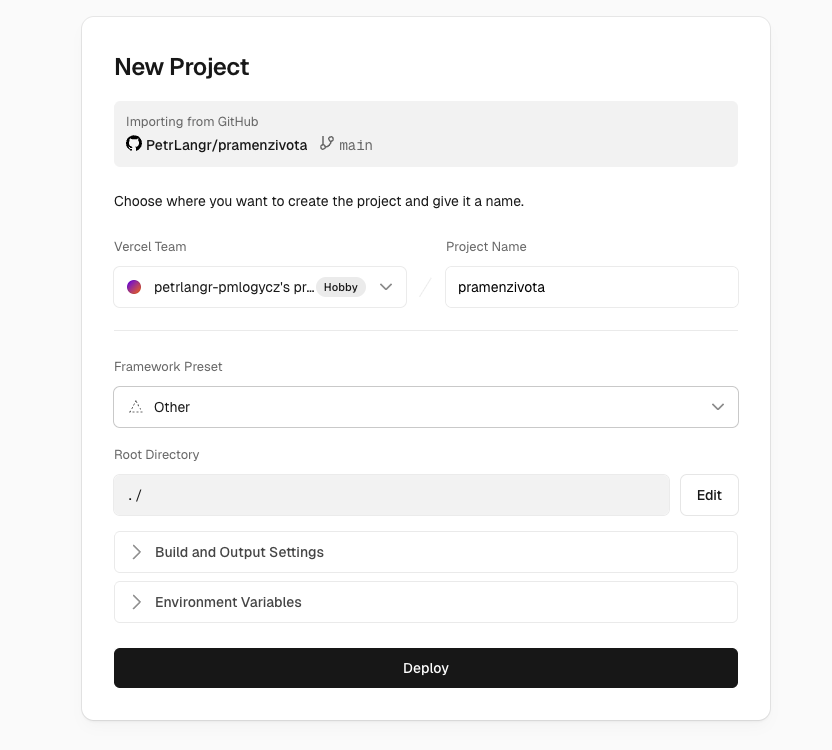 New Project
Importing from GitHub
PetrLangr/pramenzivota main
Choose where you want to create the project and give it a name.
Vercel Team
Project Name
petrlangr-pmlogycz's pr... Hobby
/
pramenzivota
Framework Preset
Other
Root Directory
./
Edit
Build and Output Settings
Environment Variables
Deploy